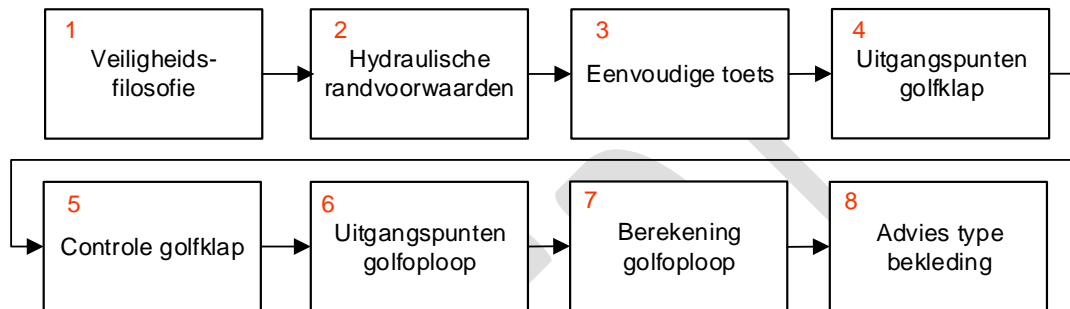 1
Veiligheids-
filosofie
2
Hydraulische
randvoorwaarden
3
Eenvoudige toets
4
Uitgangspunten
golfklap
5
Controle golfklap
6
Uitgangspunten
golfoploop
7
Berekening
golfoploop
8
Advies type
bekleding